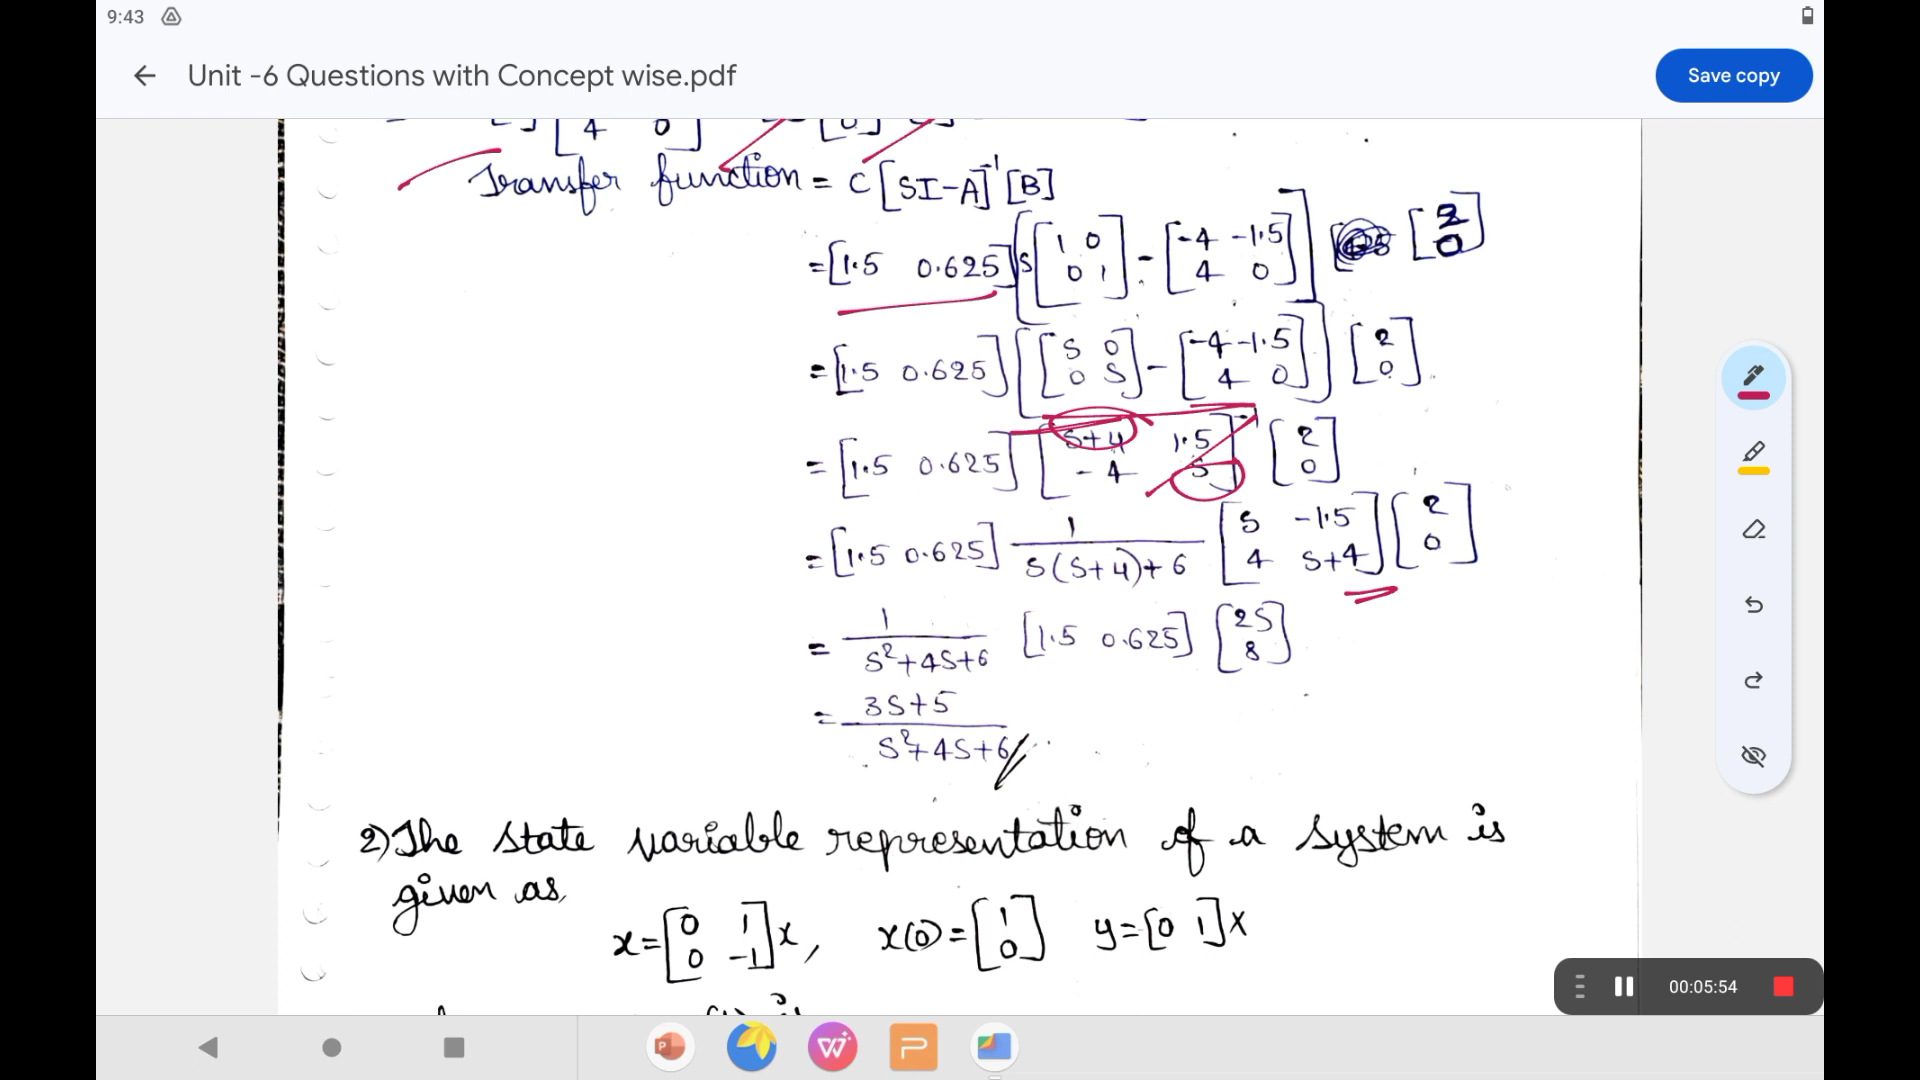 9:43
Unit -6 Questions with Concept wise.pdf
Save copy
4 0 0
Transfer function = C[SI-A]⁻¹[B]
=[1.5 0.625][S[1 0 0 1] - [-4 -1.5 4 0]] [2 0]
=[1.5 0.625][[S 0 0 S] - [-4 -1.5 4 0]] [2 0]
=[1.5 0.625] [S+4 1.5 -4 S]⁻¹ [2 0]
=[1.5 0.625] 1/S(S+4)+6 [S -1.5 4 S+4] [2 0]
= 1/S²+4S+6 [1.5 0.625] [2S 8]
= 3S+5/S²+4S+6
2) The state variable representation of a system is
given as,
x=[0 1 0 -1]x, x(0)=[1 0] y=[0 1]x
00:05:54